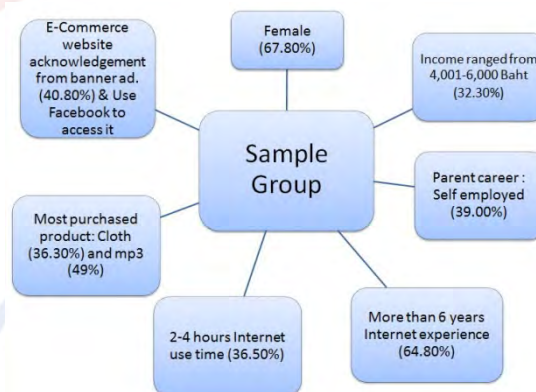 E-Commerce
website
acknowledgement
from banner ad.
(40.80%) & Use
Facebook to
access it
Female
(67.80%)
Income ranged from
4,001-6,000 Baht
(32.30%)
Sample
Group
Parent career :
Self employed
(39.00%)
Most purchased
product: Cloth
(36.30%) and mp3
(49%)
2-4 hours Internet
use time (36.50%)
More than 6 years
Internet experience
(64.80%)